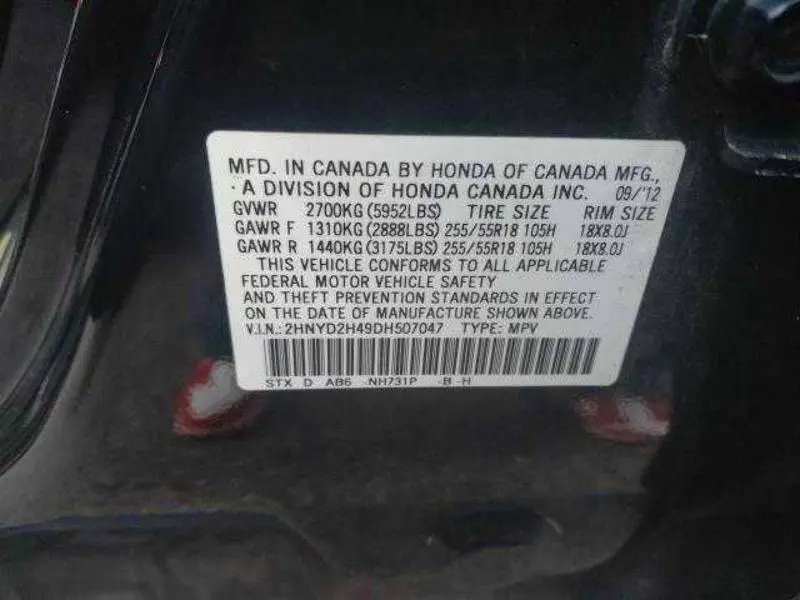 MFD. IN CANADA BY HONDA OF CANADA MFG.,
A DIVISION OF HONDA CANADA INC. 09/'12
GVWR 2700KG (5952LBS) TIRE SIZE RIM SIZE
GAWR F 1310KG (2888LBS) 255/55R18 105H 18X8.0J
GAWR R 1440KG (3175LBS) 255/55R18 105H 18X8.0J
THIS VEHICLE CONFORMS TO ALL APPLICABLE
FEDERAL MOTOR VEHICLE SAFETY
AND THEFT PREVENTION STANDARDS IN EFFECT
ON THE DATE OF MANUFACTURE SHOWN ABOVE.
V.I.N.: 2HNYD2H49DH507047 TYPE: MPV
STX D AB6 -NH731P -B -H